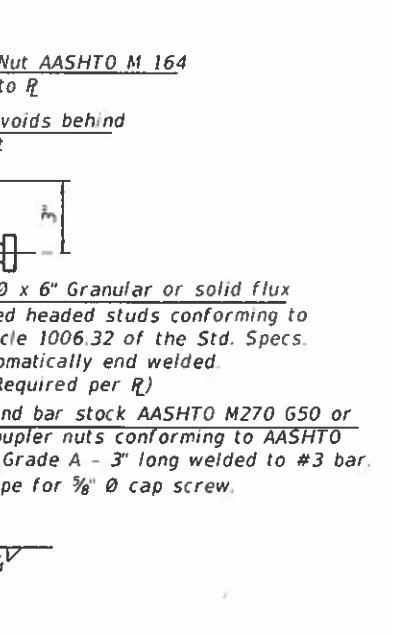 Nut AASHTO M 164
to ⅊
voids behind
3"
Ø x 6" Granular or solid flux
ed headed studs conforming to
cle 1006.32 of the Std. Specs.
omatically end welded.
Required per ⅊)
nd bar stock AASHTO M270 G50 or
upler nuts conforming to AASHTO
Grade A - 3" long welded to #3 bar.
pe for ⅝" Ø cap screw.